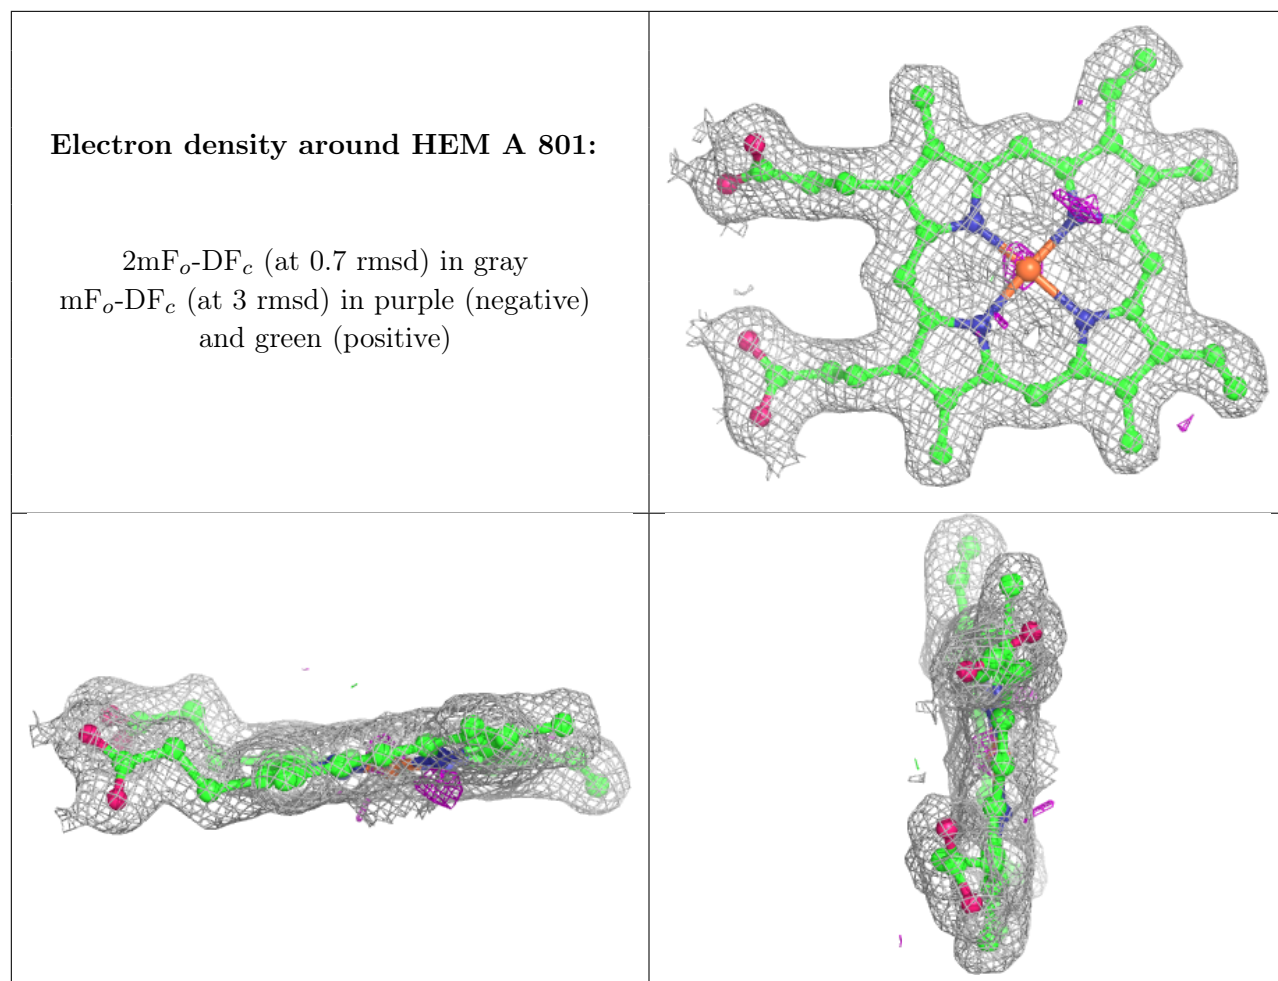 Electron density around HEM A 801:
2mFₒ-DF𝑐 (at 0.7 rmsd) in gray
mFₒ-DF𝑐 (at 3 rmsd) in purple (negative)
and green (positive)